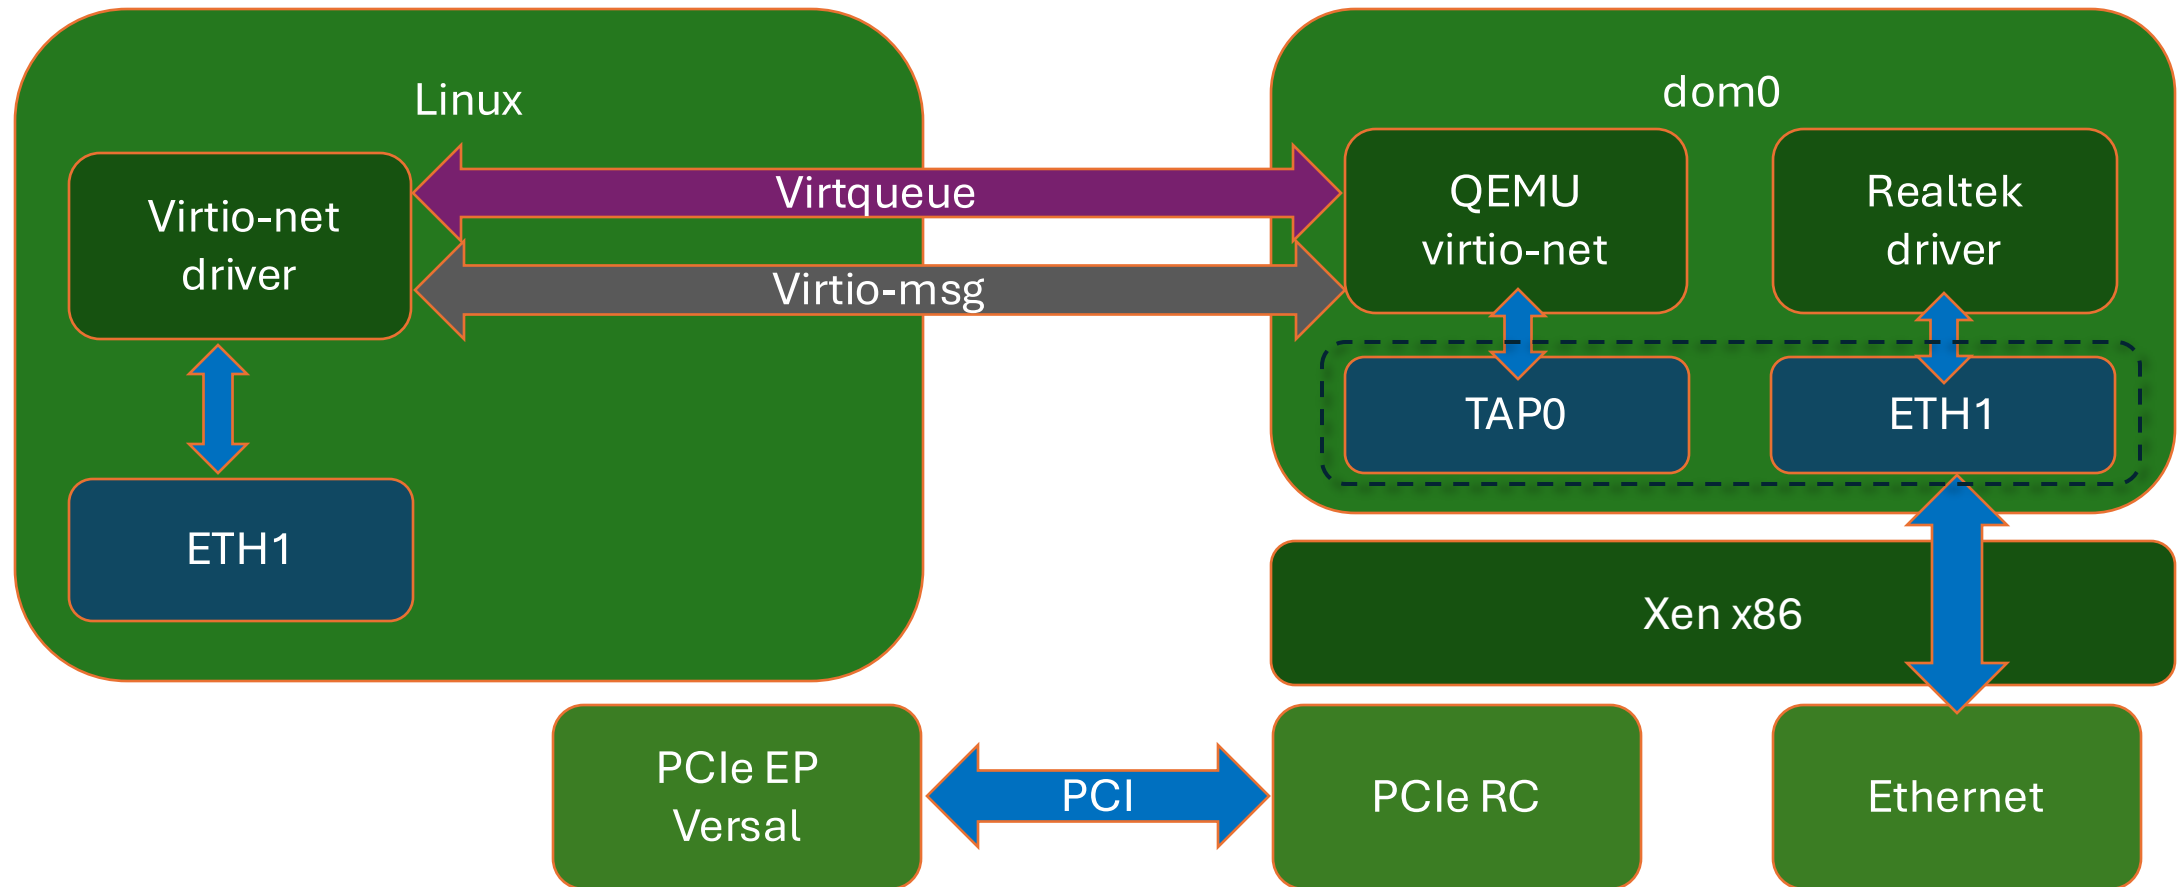 Linux
Virtio-net
driver
ETH1
Virtqueue
Virtio-msg
dom0
QEMU
virtio-net
Realtek
driver
TAP0
ETH1
Xen x86
PCIe EP
Versal
PCI
PCIe RC
Ethernet